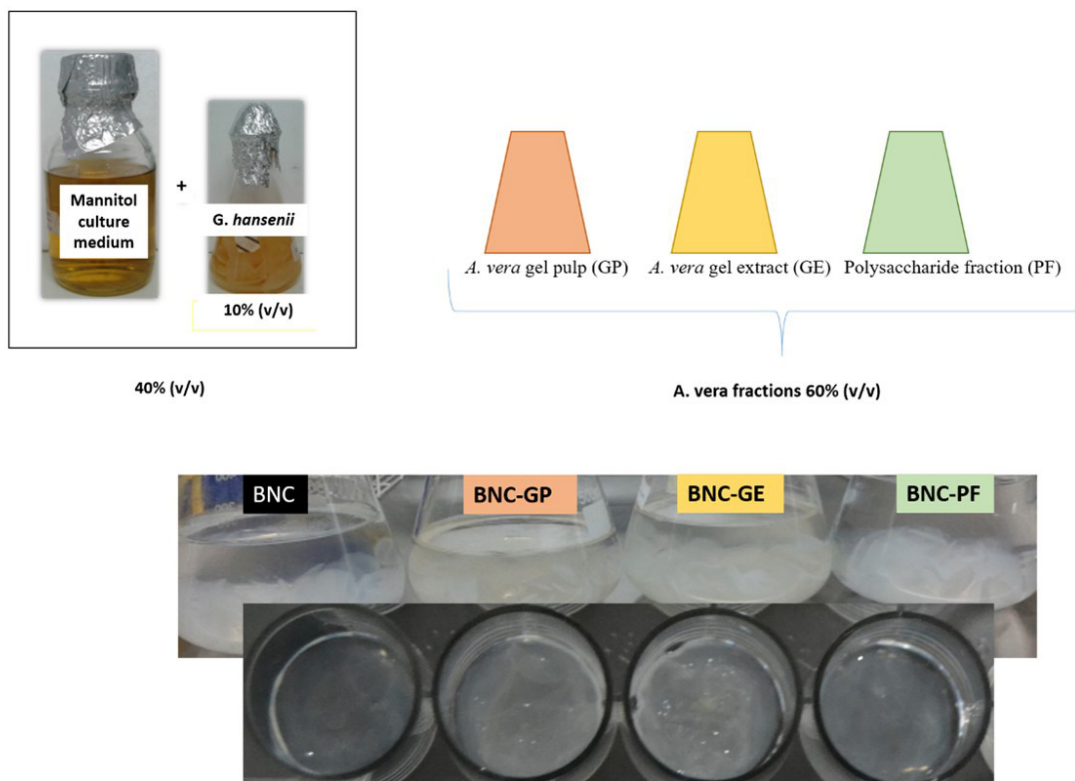 Mannitol
culture
medium
+
G. hansenii
10% (v/v)
40% (v/v)
A. vera gel pulp (GP)
A. vera gel extract (GE)
Polysaccharide fraction (PF)
A. vera fractions 60% (v/v)
BNC
BNC-GP
BNC-GE
BNC-PF